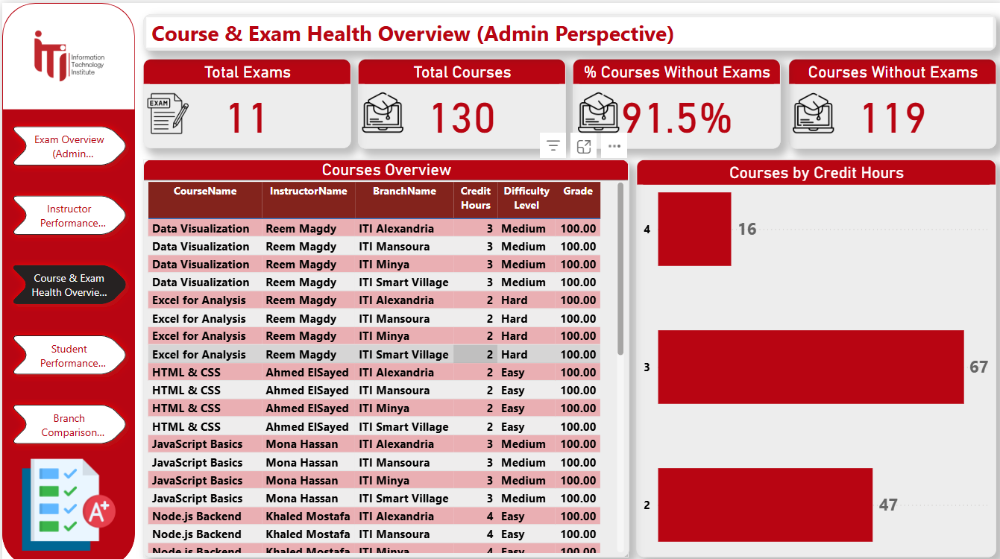 iTi
Information
Technology
Institute
Exam Overview
(Admin...
Instructor
Performance...
Course & Exam
Health Overvie...
Student
Performance...
Branch
Comparison...
A+
Course & Exam Health Overview (Admin Perspective)
Total Exams
EXAM
11
Total Courses
130
% Courses Without Exams
91.5%
Courses Without Exams
119
Courses Overview
CourseName InstructorName BranchName Credit Hours Difficulty Level Grade
Data Visualization Reem Magdy ITI Alexandria 3 Medium 100.00
Data Visualization Reem Magdy ITI Mansoura 3 Medium 100.00
Data Visualization Reem Magdy ITI Minya 3 Medium 100.00
Data Visualization Reem Magdy ITI Smart Village 3 Medium 100.00
Excel for Analysis Reem Magdy ITI Alexandria 2 Hard 100.00
Excel for Analysis Reem Magdy ITI Mansoura 2 Hard 100.00
Excel for Analysis Reem Magdy ITI Minya 2 Hard 100.00
Excel for Analysis Reem Magdy ITI Smart Village 2 Hard 100.00
HTML & CSS Ahmed ElSayed ITI Alexandria 2 Easy 100.00
HTML & CSS Ahmed ElSayed ITI Mansoura 2 Easy 100.00
HTML & CSS Ahmed ElSayed ITI Minya 2 Easy 100.00
HTML & CSS Ahmed ElSayed ITI Smart Village 2 Easy 100.00
JavaScript Basics Mona Hassan ITI Alexandria 3 Medium 100.00
JavaScript Basics Mona Hassan ITI Mansoura 3 Medium 100.00
JavaScript Basics Mona Hassan ITI Minya 3 Medium 100.00
JavaScript Basics Mona Hassan ITI Smart Village 3 Medium 100.00
Node.js Backend Khaled Mostafa ITI Alexandria 4 Easy 100.00
Node.js Backend Khaled Mostafa ITI Mansoura 4 Easy 100.00
Node.js Backend Khaled Mostafa ITI Minya 4 Easy 100.00
Courses by Credit Hours
4 16
3 67
2 47